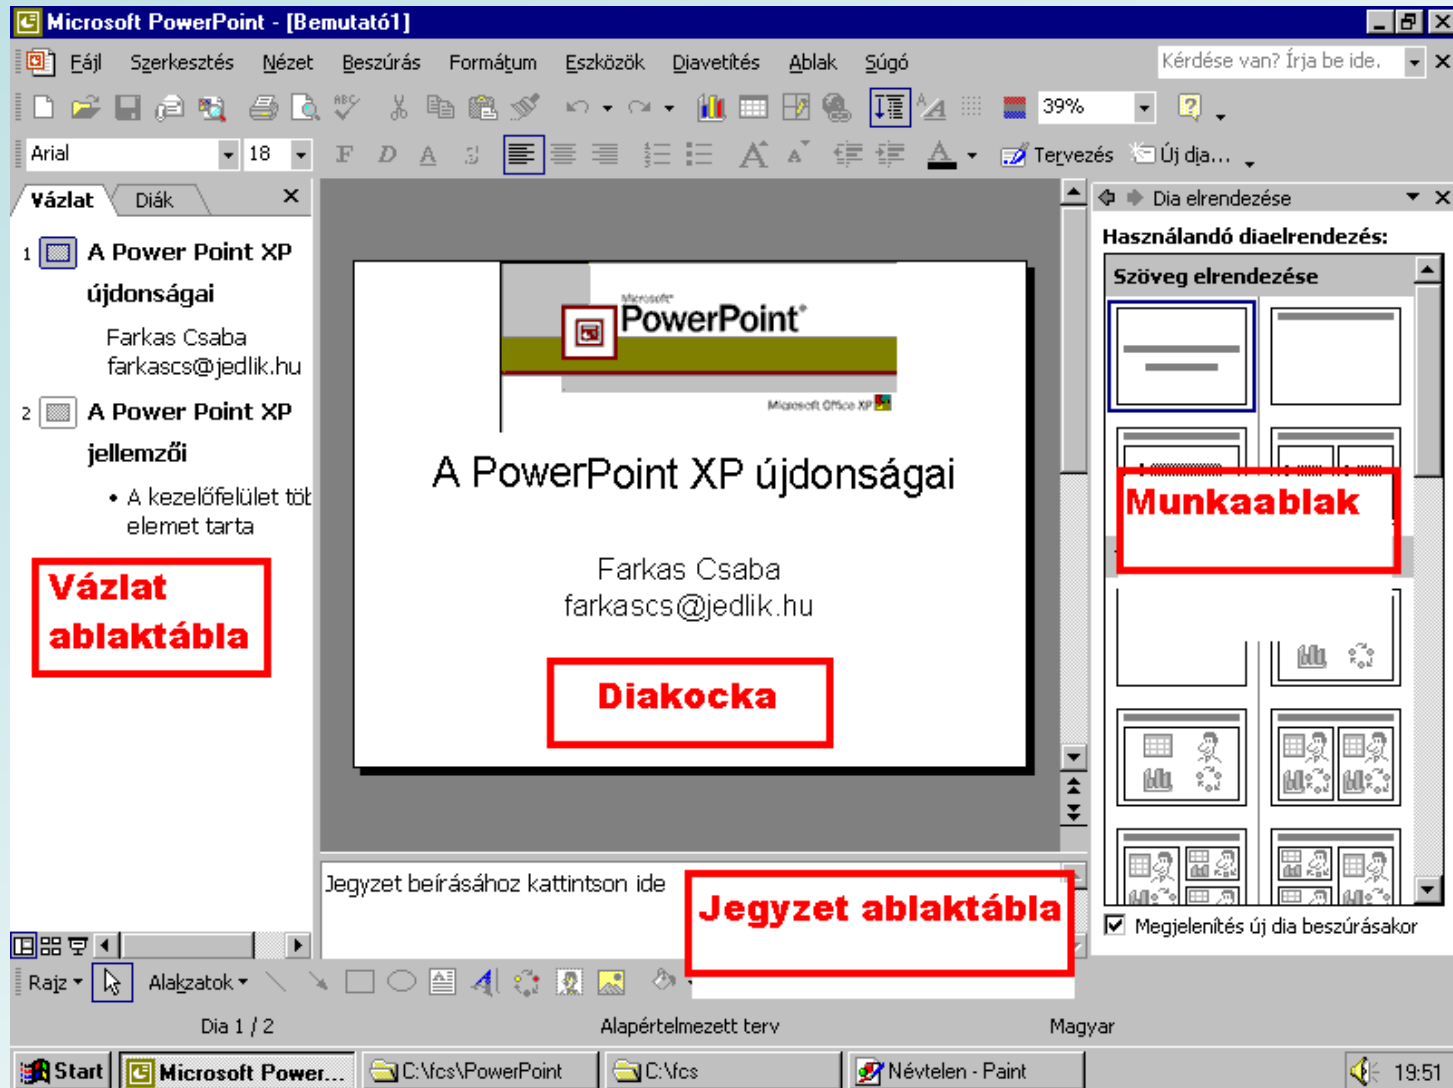 Microsoft PowerPoint - [Bemutató1]
Fájl Szerkesztés Nézet Beszúrás Formátum Eszközök Diavetítés Ablak Súgó Kérdése van? Írja be ide.
39%
Arial 18 F D A S Tervezés Új dia...
Vázlat Diák
Dia elrendezése
Használandó diaelrendezés:
Szöveg elrendezése
1 A Power Point XP
újdonságai
Farkas Csaba
farkascs@jedlik.hu
2 A Power Point XP
jellemzői
• A kezelőfelület töb
elemet tarta
Vázlat
ablaktábla
Microsoft
PowerPoint
Microsoft Office XP
A PowerPoint XP újdonságai
Farkas Csaba
farkascs@jedlik.hu
Diakocka
Munkaablak
Jegyzet beírásához kattintson ide
Jegyzet ablaktábla
Megjelenítés új dia beszúrásakor
Rajz Alakzatok
Dia 1 / 2 Alapértelmezett terv Magyar
Start Microsoft Power... C:\fcs\PowerPoint C:\fcs Névtelen - Paint 19:51